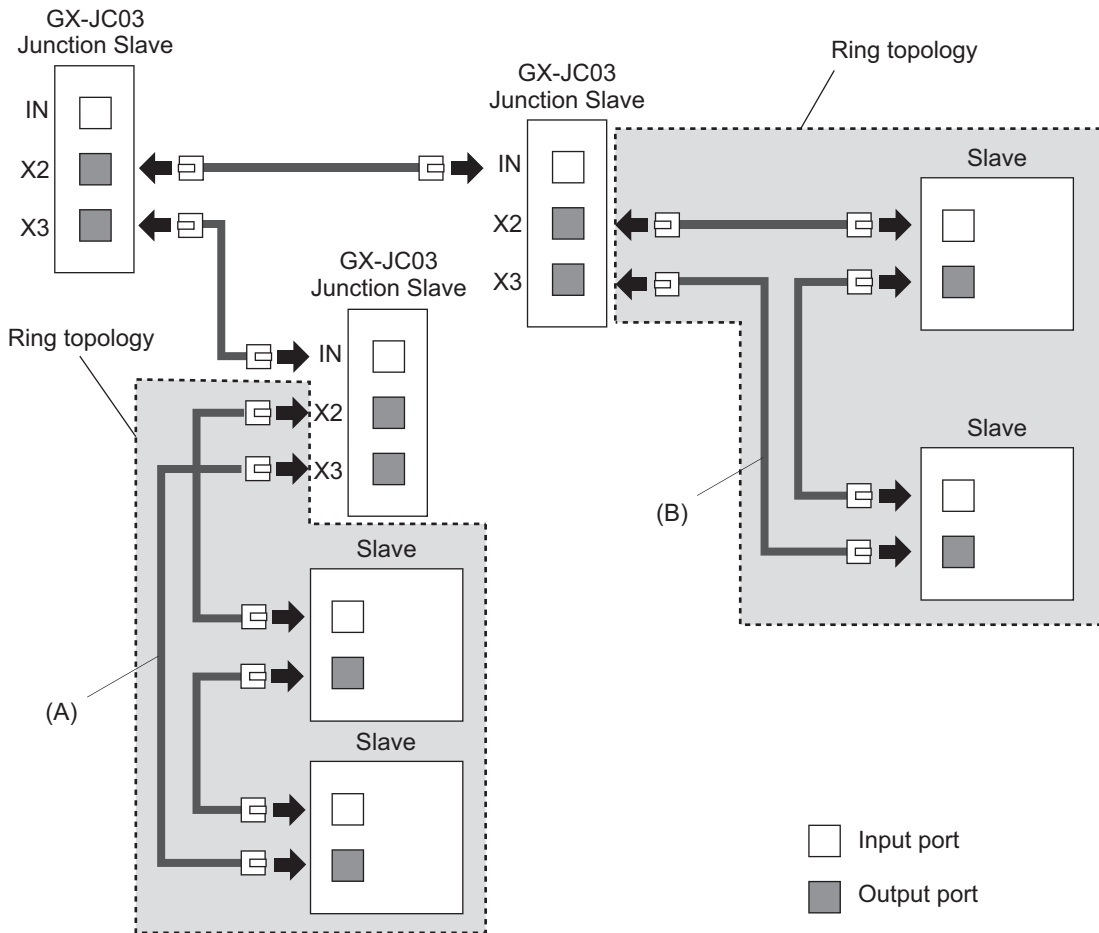 GX-JC03
Junction Slave
IN
X2
X3
Ring topology
GX-JC03
Junction Slave
IN
X2
X3
Slave
Slave
(B)
GX-JC03
Junction Slave
IN
X2
X3
Ring topology
Slave
Slave
(A)
Input port
Output port